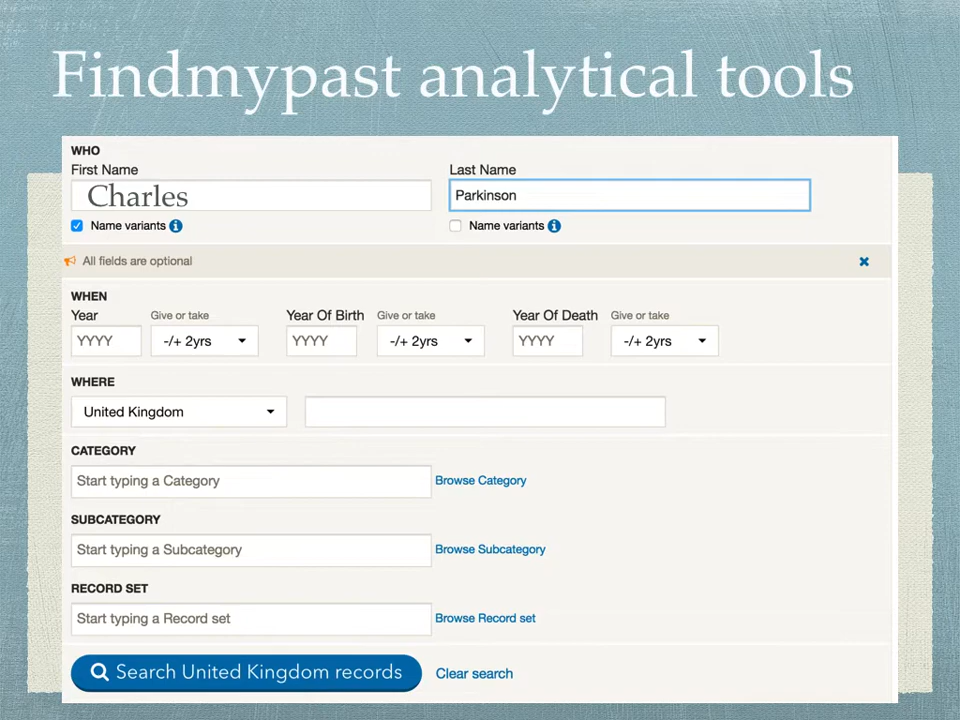 Findmypast analytical tools
WHO
First Name Last Name
Charles Parkinson
Name variants Name variants
All fields are optional
WHEN
Year Give or take Year Of Birth Give or take Year Of Death Give or take
YYYY -/+ 2yrs YYYY -/+ 2yrs YYYY -/+ 2yrs
WHERE
United Kingdom
CATEGORY
Start typing a Category Browse Category
SUBCATEGORY
Start typing a Subcategory Browse Subcategory
RECORD SET
Start typing a Record set Browse Record set
Search United Kingdom records Clear search